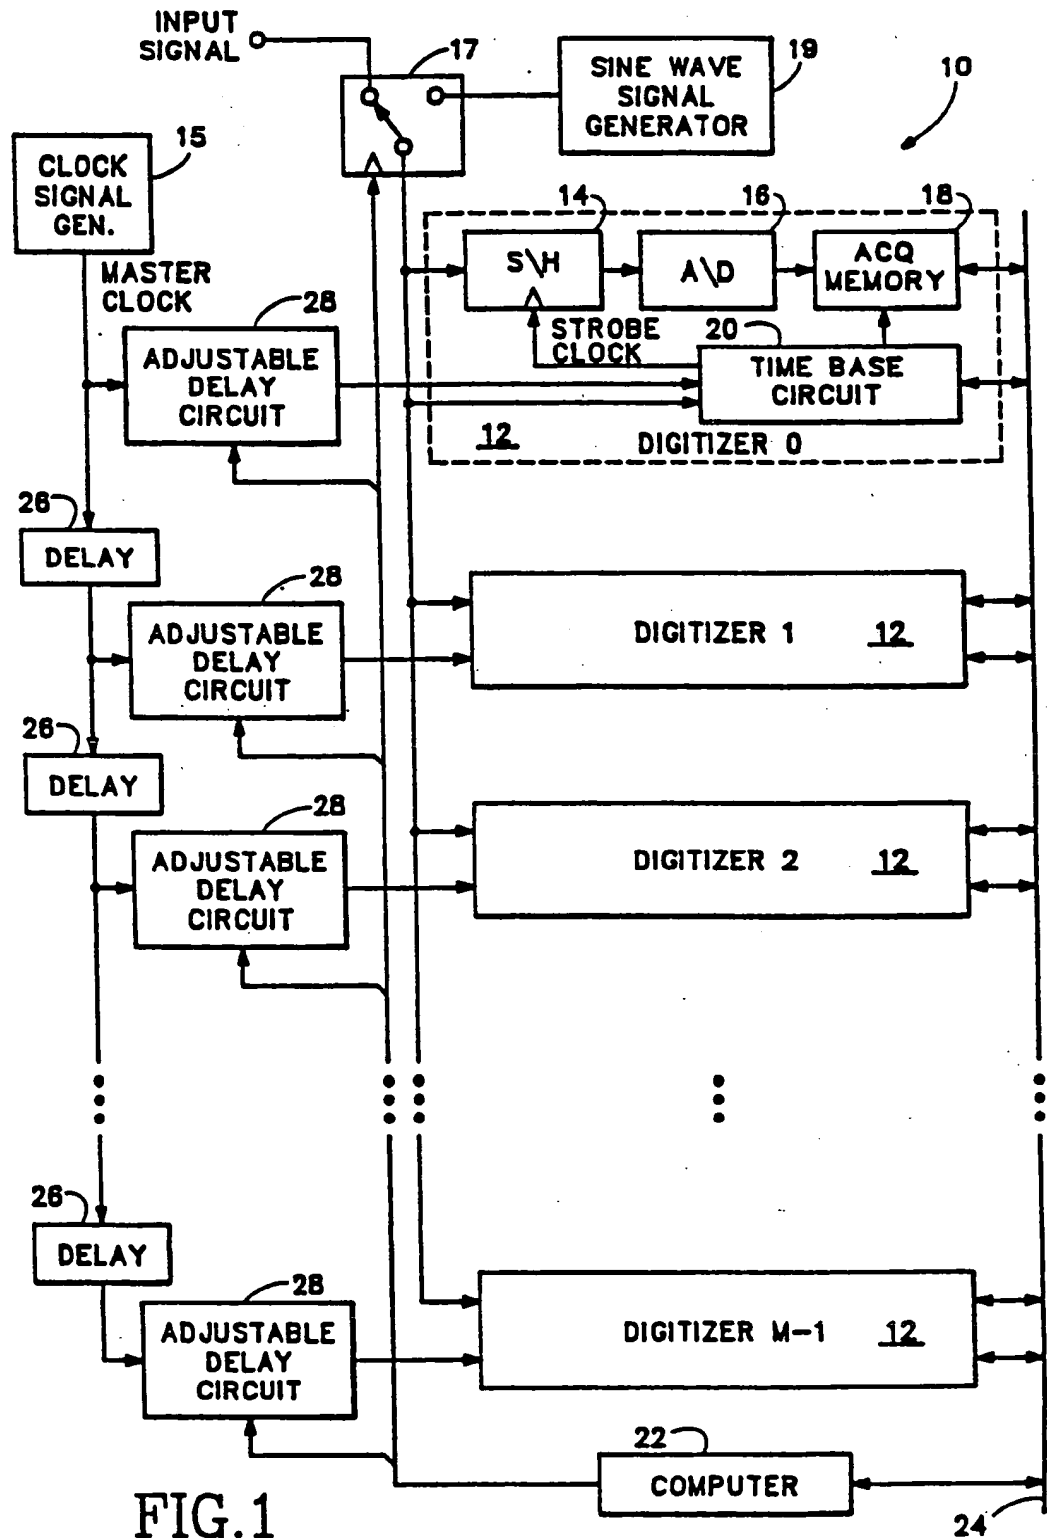 INPUT
SIGNAL
17
SINE WAVE
SIGNAL
GENERATOR
19
10
15
CLOCK
SIGNAL
GEN.
MASTER
CLOCK
14
16
18
S\H
A\D
ACQ
MEMORY
STROBE
CLOCK
20
TIME BASE
CIRCUIT
12
DIGITIZER 0
28
ADJUSTABLE
DELAY
CIRCUIT
26
DELAY
28
ADJUSTABLE
DELAY
CIRCUIT
DIGITIZER 1
12
26
DELAY
28
ADJUSTABLE
DELAY
CIRCUIT
DIGITIZER 2
12
26
DELAY
28
ADJUSTABLE
DELAY
CIRCUIT
DIGITIZER M-1
12
22
COMPUTER
24
FIG.1